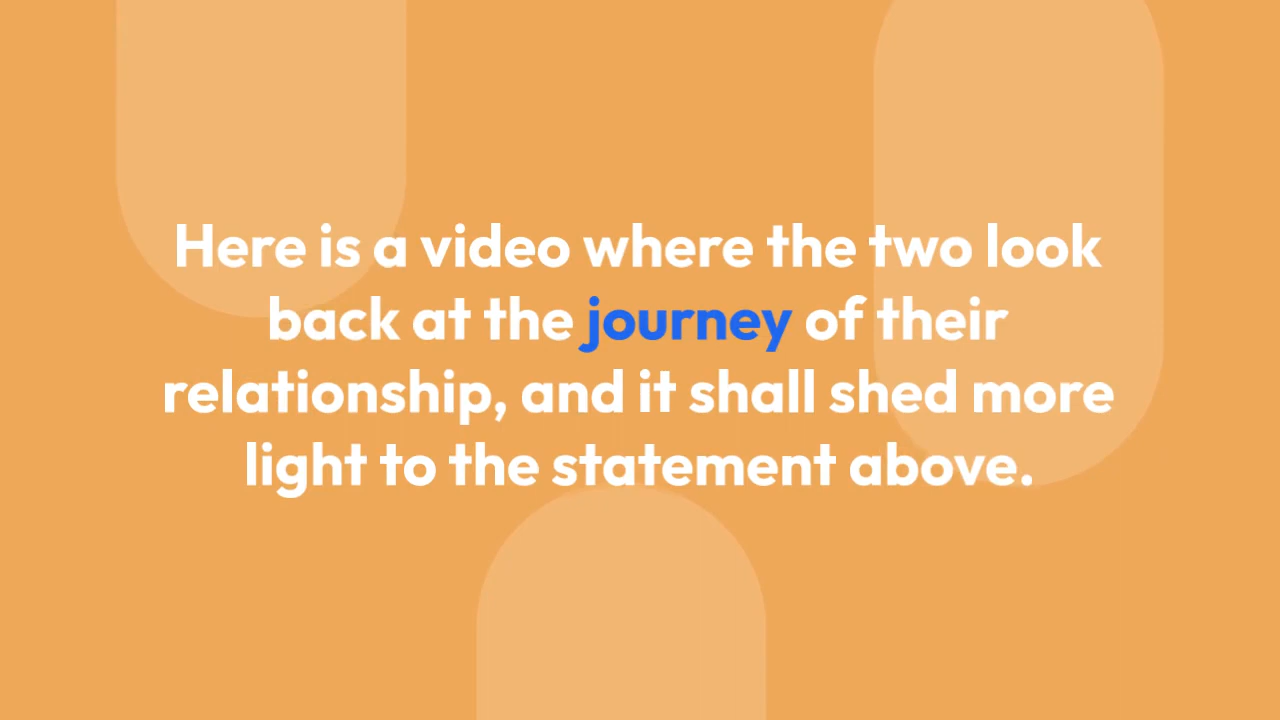 Here is a video where the two look
back at the journey of their
relationship, and it shall shed more
light to the statement above.